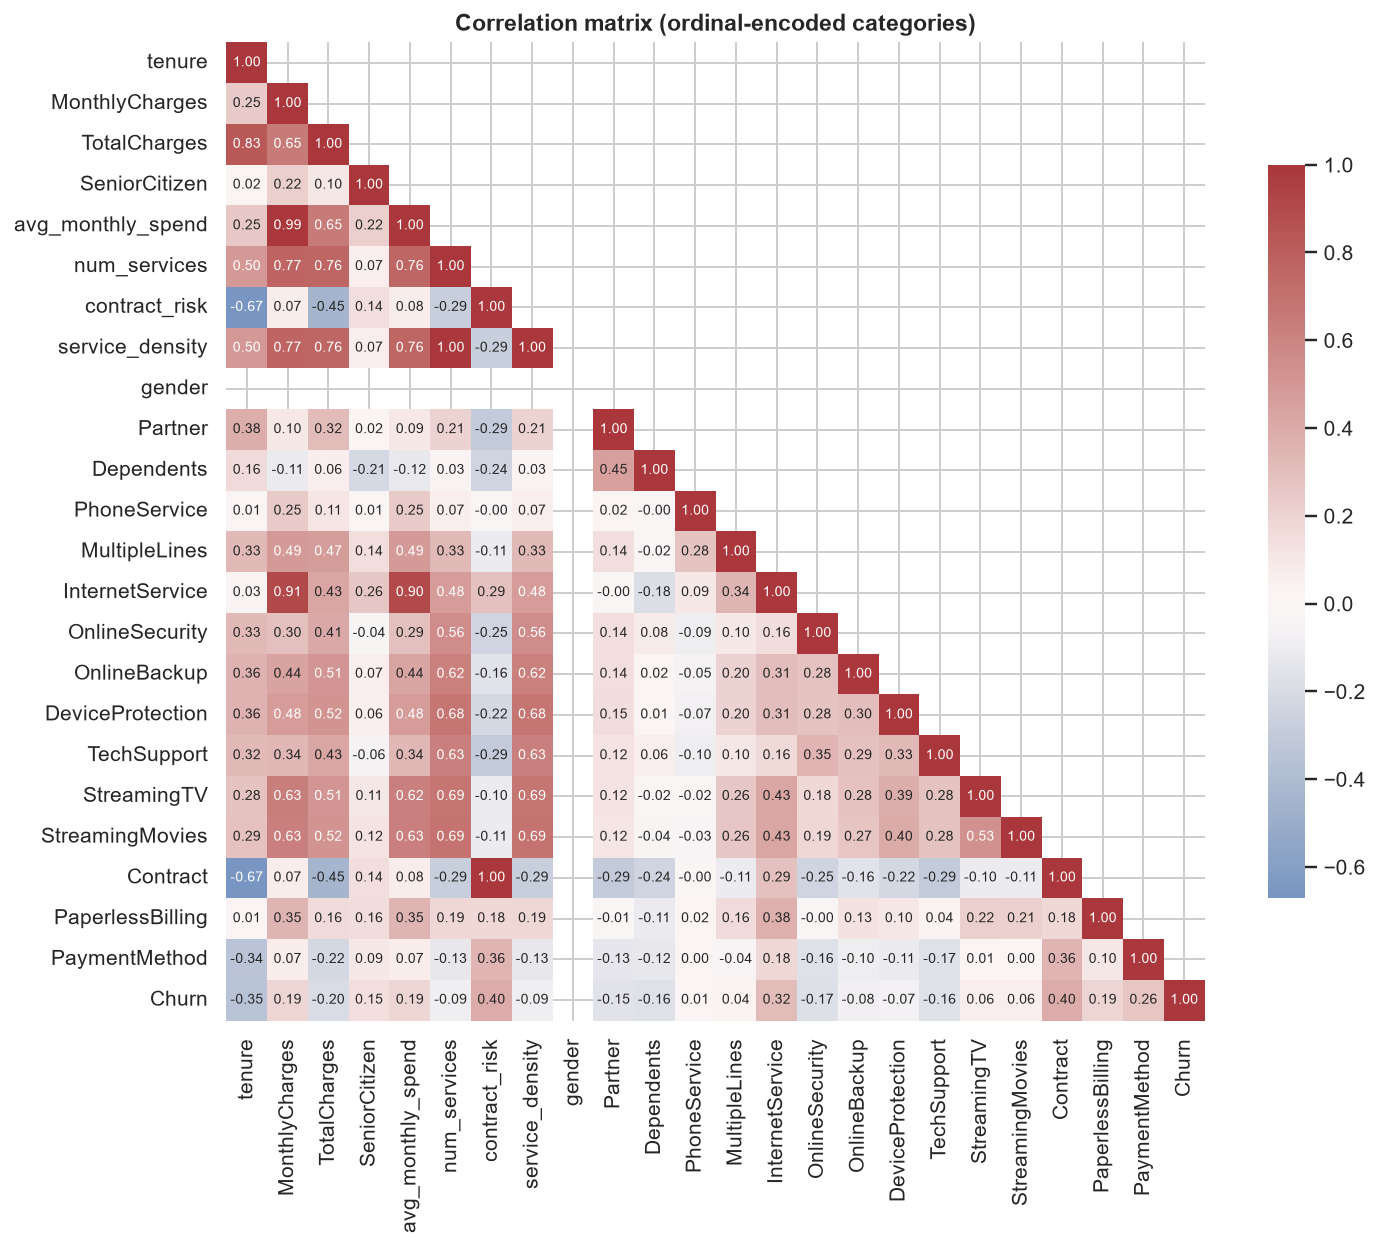 Correlation matrix (ordinal-encoded categories)
tenure 1.00
MonthlyCharges 0.25 1.00
TotalCharges 0.83 0.65 1.00
SeniorCitizen 0.02 0.22 0.10 1.00
avg_monthly_spend 0.25 0.99 0.65 0.22 1.00
num_services 0.50 0.77 0.76 0.07 0.76 1.00
contract_risk -0.67 0.07 -0.45 0.14 0.08 -0.29 1.00
service_density 0.50 0.77 0.76 0.07 0.76 1.00 -0.29 1.00
gender
Partner 0.38 0.10 0.32 0.02 0.09 0.21 -0.29 0.21 1.00
Dependents 0.16 -0.11 0.06 -0.21 -0.12 0.03 -0.24 0.03 0.45 1.00
PhoneService 0.01 0.25 0.11 0.01 0.25 0.07 -0.00 0.07 0.02 -0.00 1.00
MultipleLines 0.33 0.49 0.47 0.14 0.49 0.33 -0.11 0.33 0.14 -0.02 0.28 1.00
InternetService 0.03 0.91 0.43 0.26 0.90 0.48 0.29 0.48 -0.00 -0.18 0.09 0.34 1.00
OnlineSecurity 0.33 0.30 0.41 -0.04 0.29 0.56 -0.25 0.56 0.14 0.08 -0.09 0.10 0.16 1.00
OnlineBackup 0.36 0.44 0.51 0.07 0.44 0.62 -0.16 0.62 0.14 0.02 -0.05 0.20 0.31 0.28 1.00
DeviceProtection 0.36 0.48 0.52 0.06 0.48 0.68 -0.22 0.68 0.15 0.01 -0.07 0.20 0.31 0.28 0.30 1.00
TechSupport 0.32 0.34 0.43 -0.06 0.34 0.63 -0.29 0.63 0.12 0.06 -0.10 0.10 0.16 0.35 0.29 0.33 1.00
StreamingTV 0.28 0.63 0.51 0.11 0.62 0.69 -0.10 0.69 0.12 -0.02 -0.02 0.26 0.43 0.18 0.28 0.39 0.28 1.00
StreamingMovies 0.29 0.63 0.52 0.12 0.63 0.69 -0.11 0.69 0.12 -0.04 -0.03 0.26 0.43 0.19 0.27 0.40 0.28 0.53 1.00
Contract -0.67 0.07 -0.45 0.14 0.08 -0.29 1.00 -0.29 -0.29 -0.24 -0.00 -0.11 0.29 -0.25 -0.16 -0.22 -0.29 -0.10 -0.11 1.00
PaperlessBilling 0.01 0.35 0.16 0.16 0.35 0.19 0.18 0.19 -0.01 -0.11 0.02 0.16 0.38 -0.00 0.13 0.10 0.04 0.22 0.21 0.18 1.00
PaymentMethod -0.34 0.07 -0.22 0.09 0.07 -0.13 0.36 -0.13 -0.13 -0.12 0.00 -0.04 0.18 -0.16 -0.10 -0.11 -0.17 0.01 0.00 0.36 0.10 1.00
Churn -0.35 0.19 -0.20 0.15 0.19 -0.09 0.40 -0.09 -0.15 -0.16 0.01 0.04 0.32 -0.17 -0.08 -0.07 -0.16 0.06 0.06 0.40 0.19 0.26 1.00
tenure
MonthlyCharges
TotalCharges
SeniorCitizen
avg_monthly_spend
num_services
contract_risk
service_density
gender
Partner
Dependents
PhoneService
MultipleLines
InternetService
OnlineSecurity
OnlineBackup
DeviceProtection
TechSupport
StreamingTV
StreamingMovies
Contract
PaperlessBilling
PaymentMethod
Churn
1.0
0.8
0.6
0.4
0.2
0.0
−0.2
−0.4
−0.6